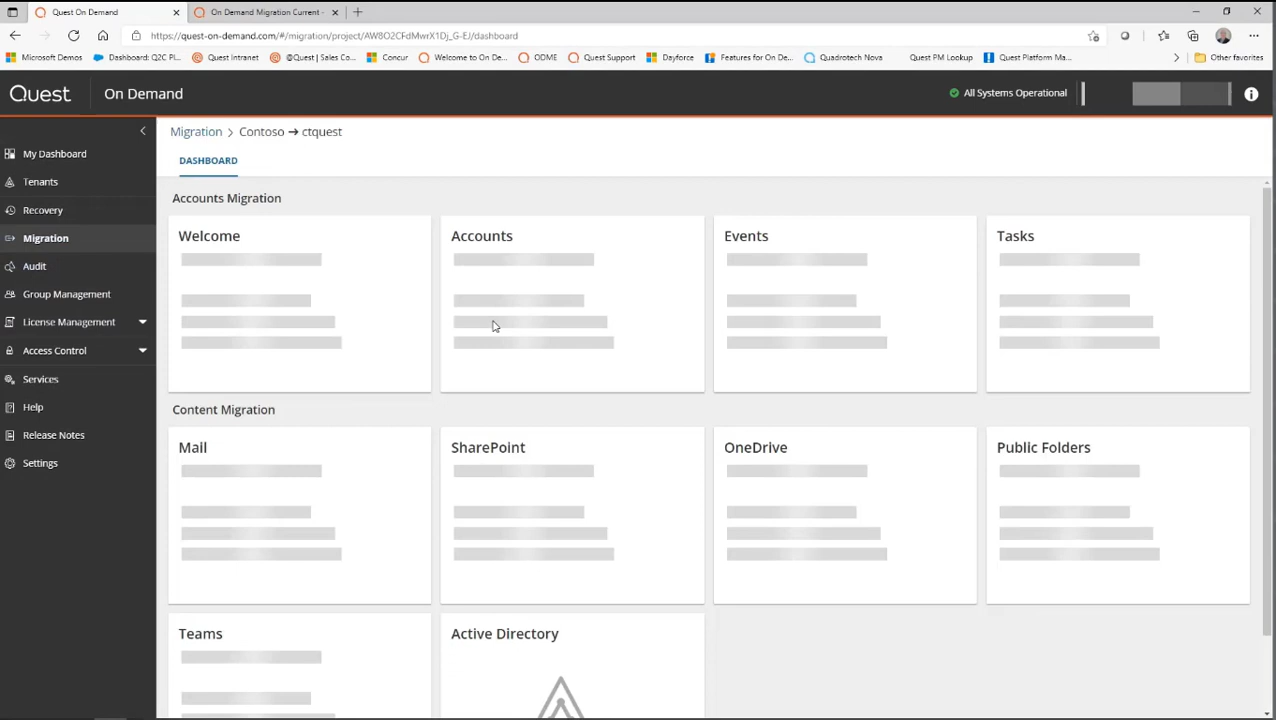 Quest On Demand
On Demand Migration Current -
https://quest-on-demand.com/#/migration/project/AW8O2CFdMwrX1Dj_G-EJ/dashboard
Microsoft Demos
Dashboard: Q2C Pl...
Quest Intranet
@Quest | Sales Co...
Concur
Welcome to On De...
ODME
Quest Support
Dayforce
Features for On De...
Quadrotech Nova
Quest PM Lookup
Quest Platform Ma...
Other favorites
Quest
On Demand
All Systems Operational
Migration > Contoso → ctquest
DASHBOARD
My Dashboard
Tenants
Recovery
Migration
Audit
Group Management
License Management
Access Control
Services
Help
Release Notes
Settings
Accounts Migration
Welcome
Accounts
Events
Tasks
Content Migration
Mail
SharePoint
OneDrive
Public Folders
Teams
Active Directory